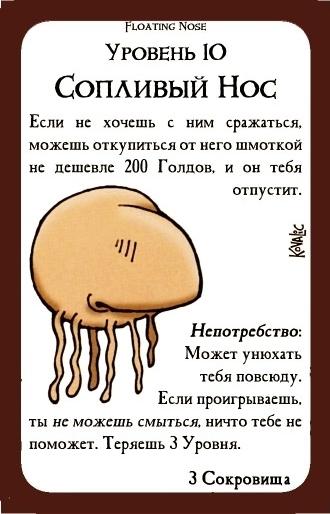 Floating Nose
Уровень 10
Сопливый Нос
Если не хочешь с ним сражаться,
можешь откупиться от него шмоткой
не дешевле 200 Голдов, и он тебя
отпустит.
Kovalic
Непотребство:
Может унюхать
тебя повсюду.
Если проигрываешь,
ты не можешь смыться, ничто тебе не
поможет. Теряешь 3 Уровня.
3 Сокровища